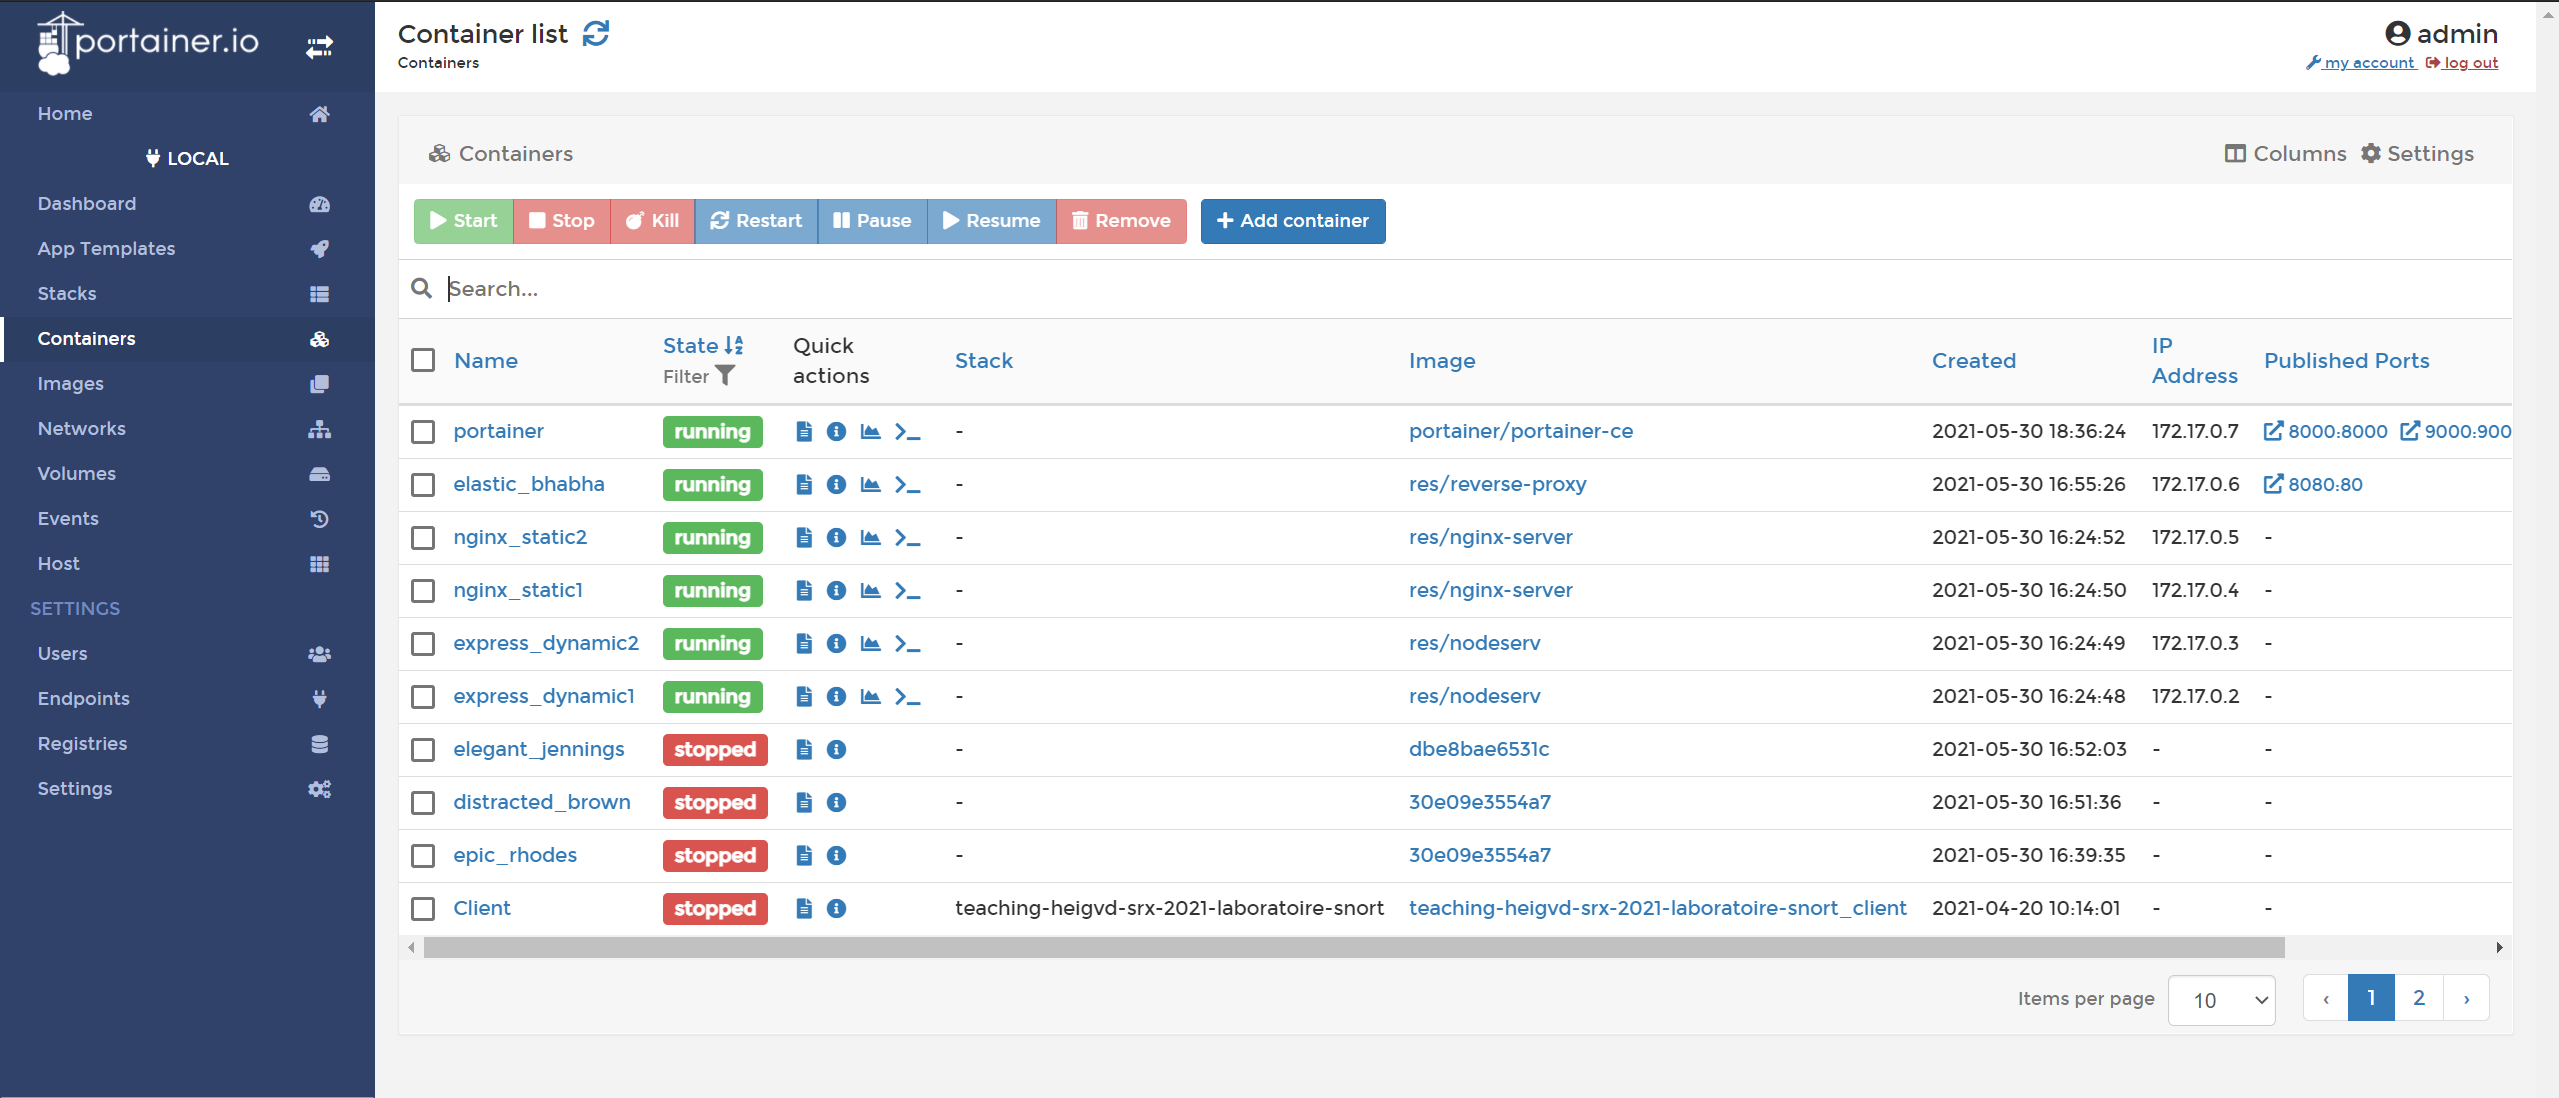 portainer.io
Home
LOCAL
Dashboard
App Templates
Stacks
Containers
Images
Networks
Volumes
Events
Host
SETTINGS
Users
Endpoints
Registries
Settings
Container list
Containers
admin
my account log out
Containers
Columns Settings
Start Stop Kill Restart Pause Resume Remove Add container
Search...
Name State Filter Quick actions Stack Image Created IP Address Published Ports
portainer running - portainer/portainer-ce 2021-05-30 18:36:24 172.17.0.7 8000:8000 9000:900
elastic_bhabha running - res/reverse-proxy 2021-05-30 16:55:26 172.17.0.6 8080:80
nginx_static2 running - res/nginx-server 2021-05-30 16:24:52 172.17.0.5 -
nginx_static1 running - res/nginx-server 2021-05-30 16:24:50 172.17.0.4 -
express_dynamic2 running - res/nodeserv 2021-05-30 16:24:49 172.17.0.3 -
express_dynamic1 running - res/nodeserv 2021-05-30 16:24:48 172.17.0.2 -
elegant_jennings stopped - dbe8bae6531c 2021-05-30 16:52:03 - -
distracted_brown stopped - 30e09e3554a7 2021-05-30 16:51:36 - -
epic_rhodes stopped - 30e09e3554a7 2021-05-30 16:39:35 - -
Client stopped teaching-heigvd-srx-2021-laboratoire-snort teaching-heigvd-srx-2021-laboratoire-snort_client 2021-04-20 10:14:01 - -
Items per page 10 ‹ 1 2 ›